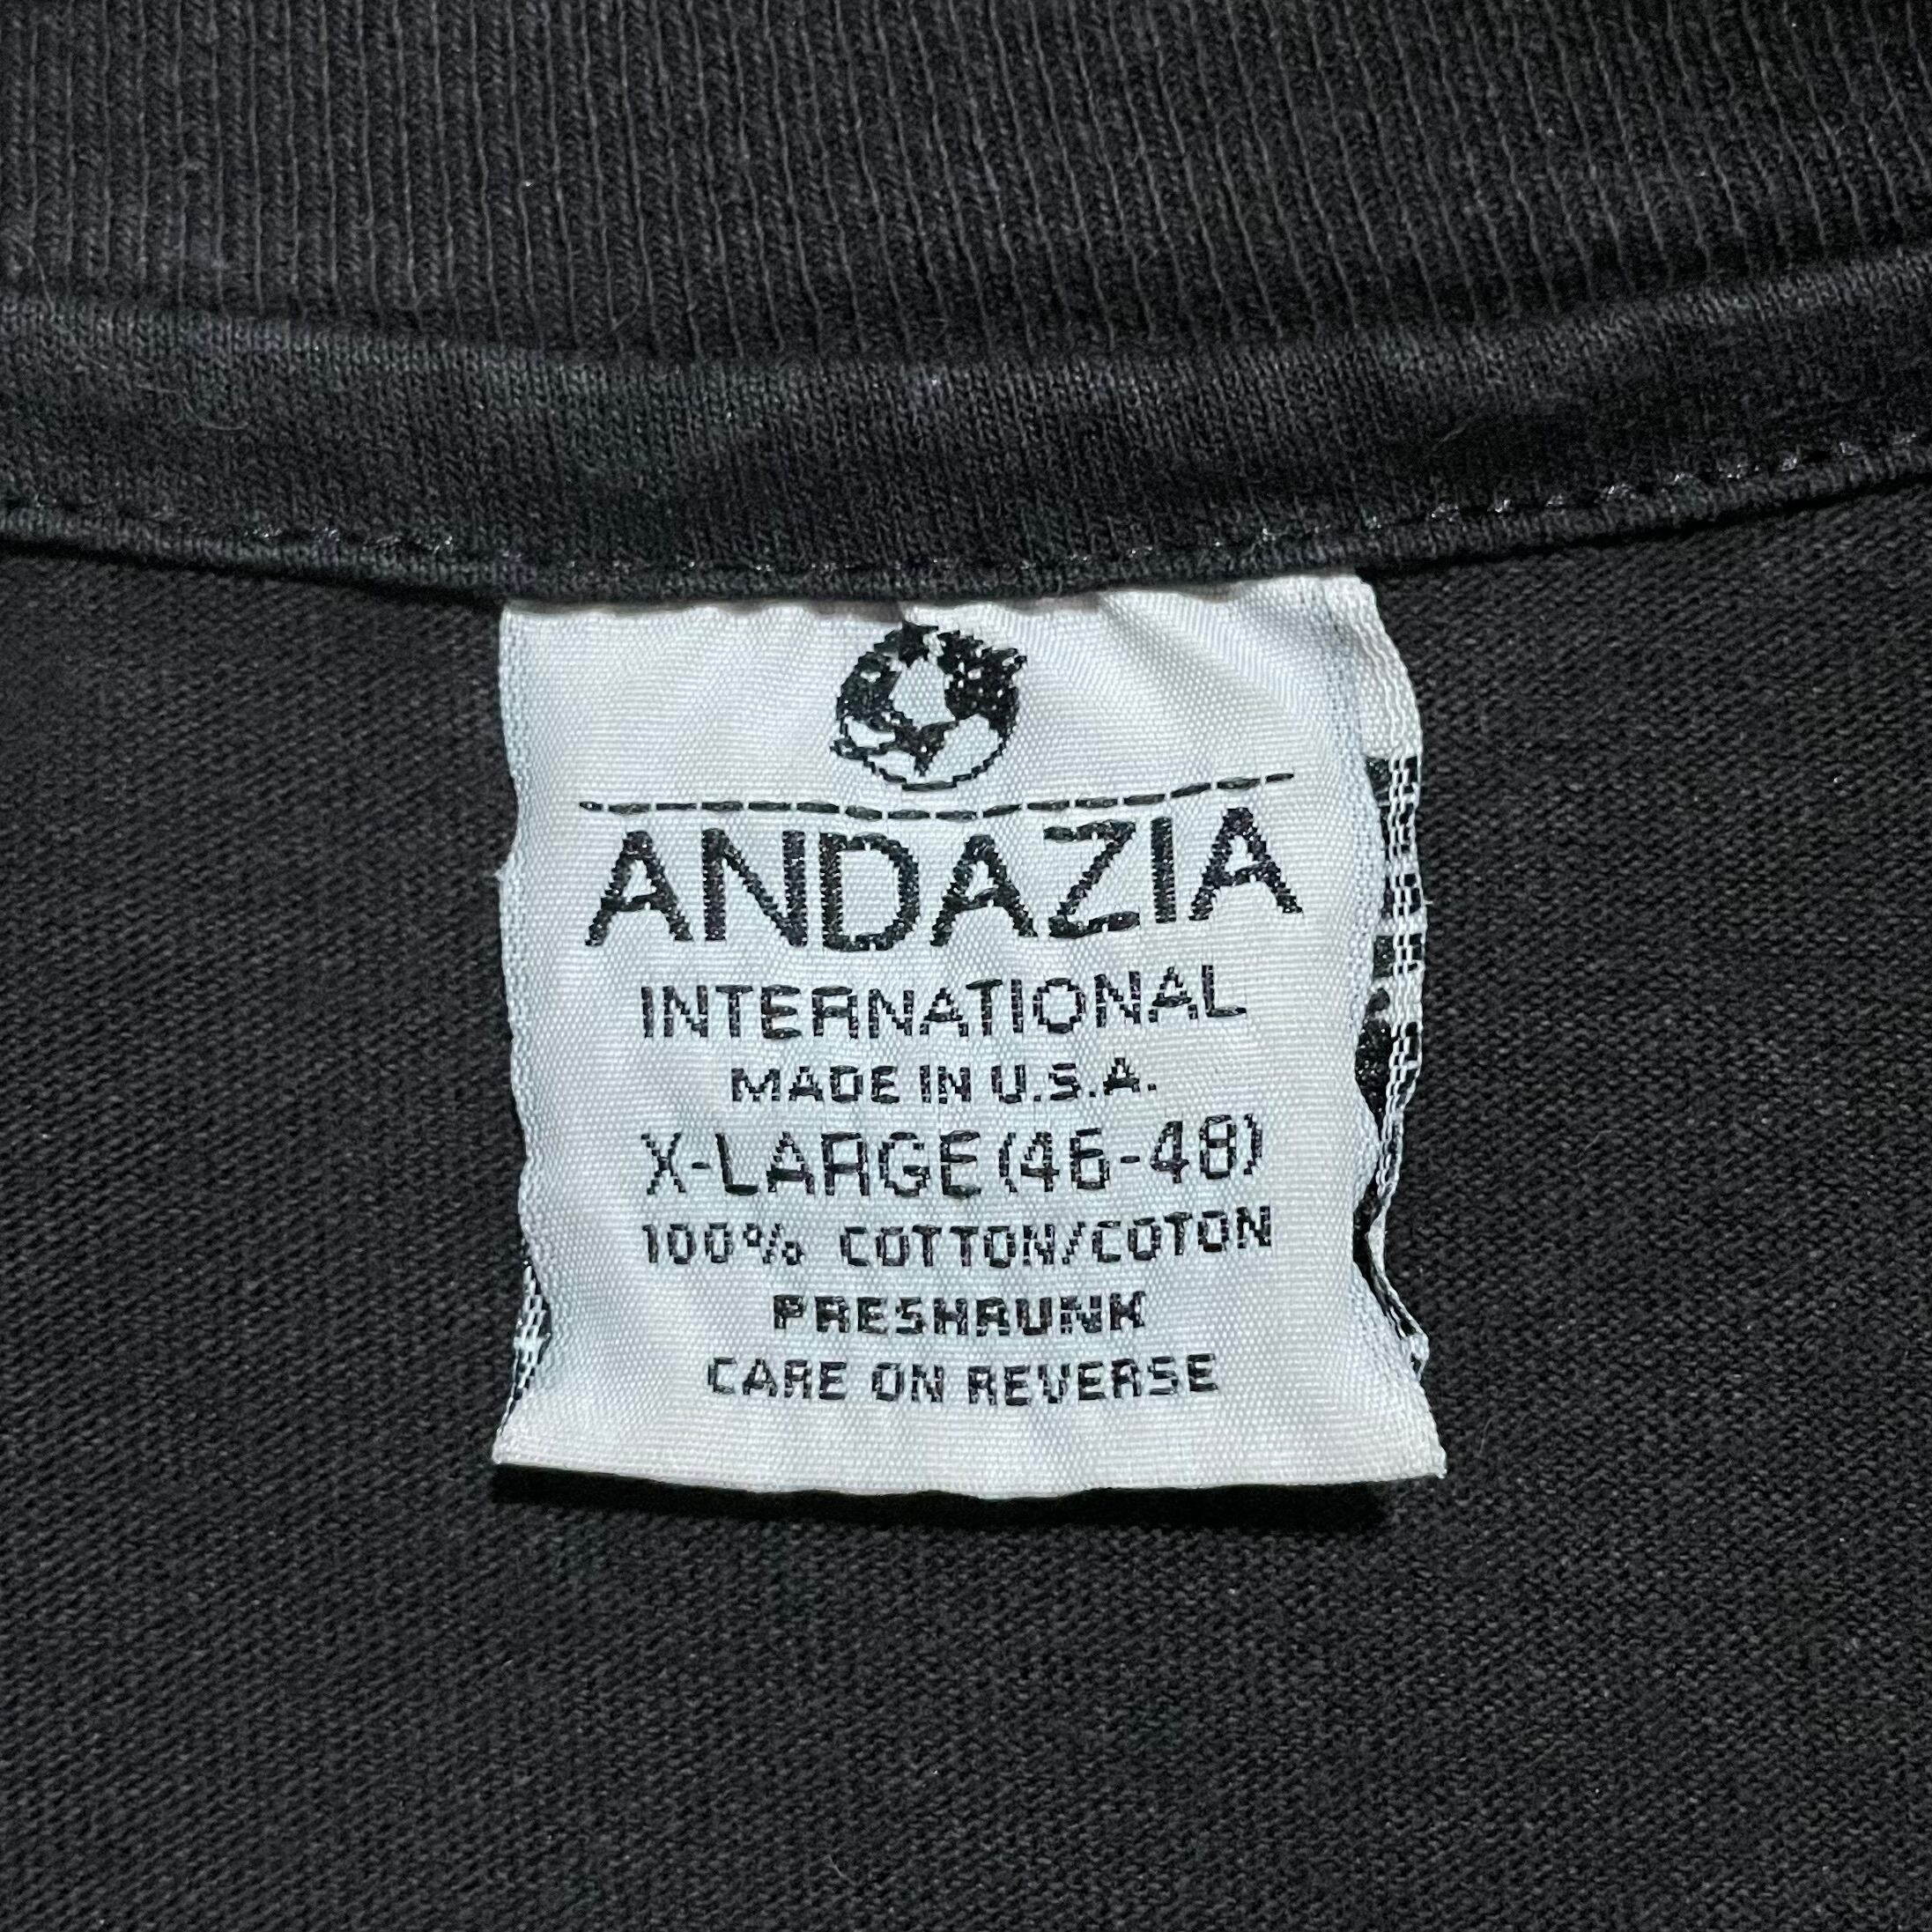 ANDAZIA
INTERNATIONAL
MADE IN U.S.A.
X-LARGE (46-48)
100% COTTON/COTON
PRESHRUNK
CARE ON REVERSE